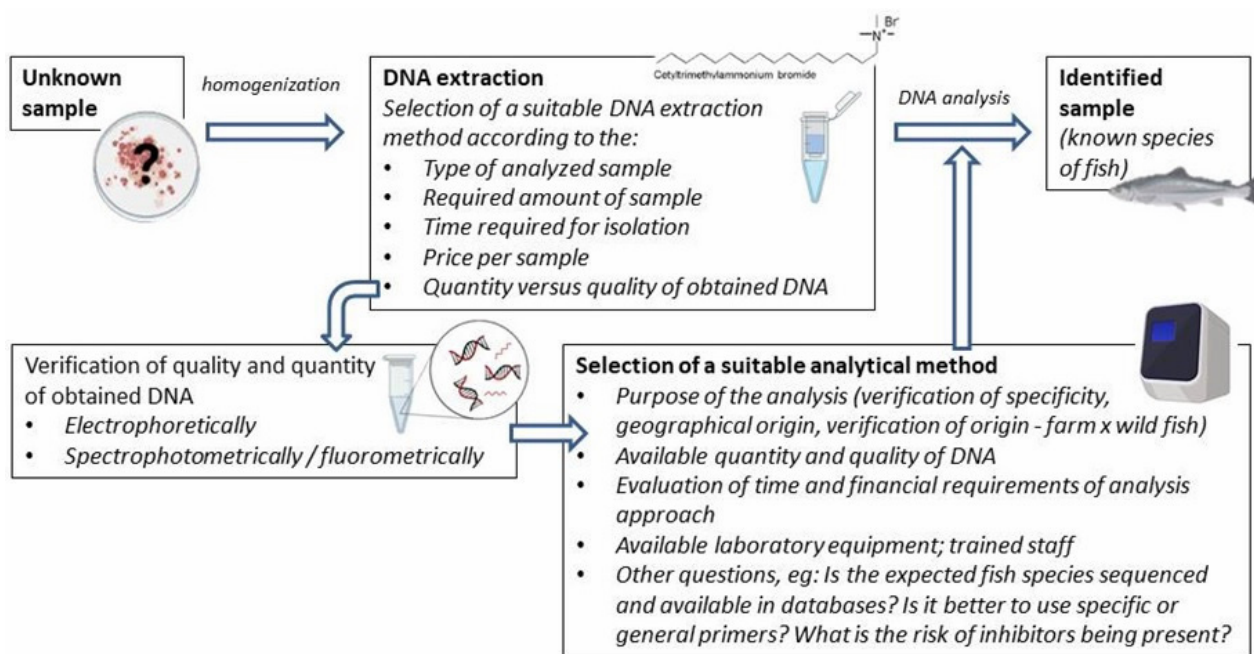 Unknown
sample
?
homogenization
Br
N+
Cetyltrimethylammonium bromide
DNA extraction
Selection of a suitable DNA extraction
method according to the:
• Type of analyzed sample
• Required amount of sample
• Time required for isolation
• Price per sample
• Quantity versus quality of obtained DNA
DNA analysis
Identified
sample
(known species
of fish)
Verification of quality and quantity
of obtained DNA
• Electrophoretically
• Spectrophotometrically / fluorometrically
Selection of a suitable analytical method
• Purpose of the analysis (verification of specificity,
geographical origin, verification of origin - farm x wild fish)
• Available quantity and quality of DNA
• Evaluation of time and financial requirements of analysis
approach
• Available laboratory equipment; trained staff
• Other questions, eg: Is the expected fish species sequenced
and available in databases? Is it better to use specific or
general primers? What is the risk of inhibitors being present?